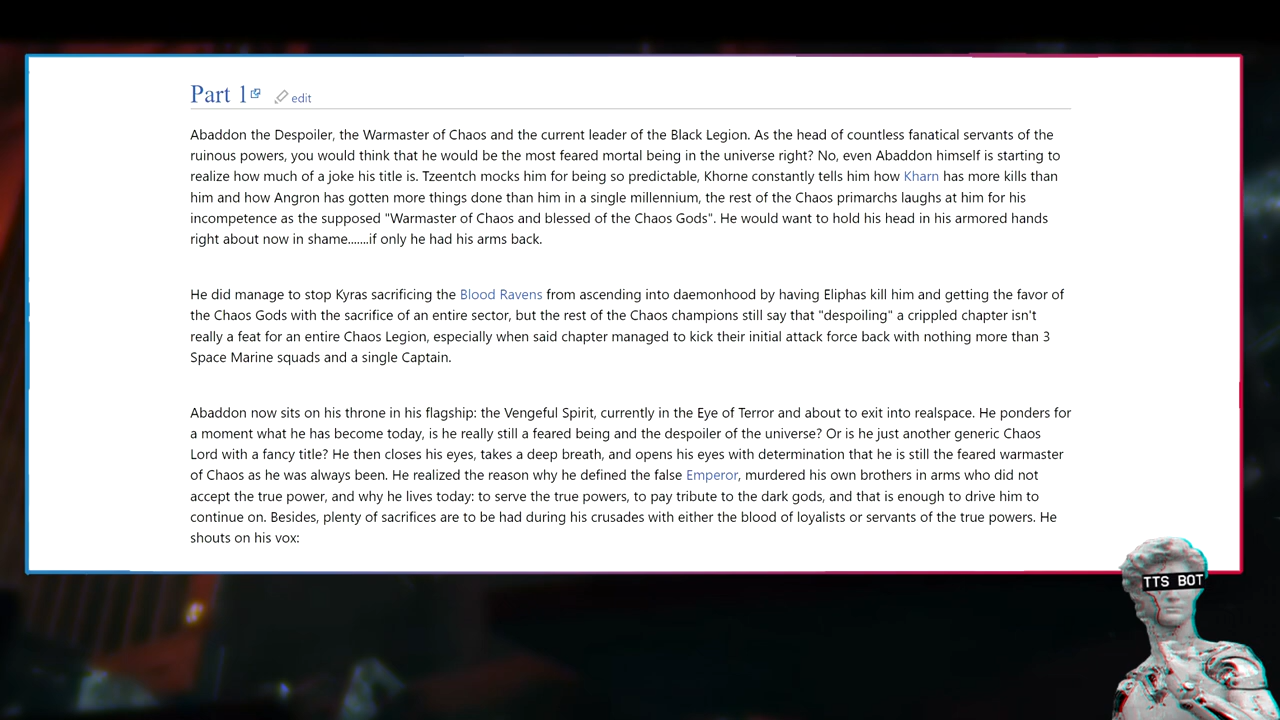 Part 1 edit
Abaddon the Despoiler, the Warmaster of Chaos and the current leader of the Black Legion. As the head of countless fanatical servants of the
ruinous powers, you would think that he would be the most feared mortal being in the universe right? No, even Abaddon himself is starting to
realize how much of a joke his title is. Tzeentch mocks him for being so predictable, Khorne constantly tells him how Kharn has more kills than
him and how Angron has gotten more things done than him in a single millennium, the rest of the Chaos primarchs laughs at him for his
incompetence as the supposed "Warmaster of Chaos and blessed of the Chaos Gods". He would want to hold his head in his armored hands
right about now in shame.......if only he had his arms back.
He did manage to stop Kyras sacrificing the Blood Ravens from ascending into daemonhood by having Eliphas kill him and getting the favor of
the Chaos Gods with the sacrifice of an entire sector, but the rest of the Chaos champions still say that "despoiling" a crippled chapter isn't
really a feat for an entire Chaos Legion, especially when said chapter managed to kick their initial attack force back with nothing more than 3
Space Marine squads and a single Captain.
Abaddon now sits on his throne in his flagship: the Vengeful Spirit, currently in the Eye of Terror and about to exit into realspace. He ponders for
a moment what he has become today, is he really still a feared being and the despoiler of the universe? Or is he just another generic Chaos
Lord with a fancy title? He then closes his eyes, takes a deep breath, and opens his eyes with determination that he is still the feared warmaster
of Chaos as he was always been. He realized the reason why he defined the false Emperor, murdered his own brothers in arms who did not
accept the true power, and why he lives today: to serve the true powers, to pay tribute to the dark gods, and that is enough to drive him to
continue on. Besides, plenty of sacrifices are to be had during his crusades with either the blood of loyalists or servants of the true powers. He
shouts on his vox:
TTS BOT